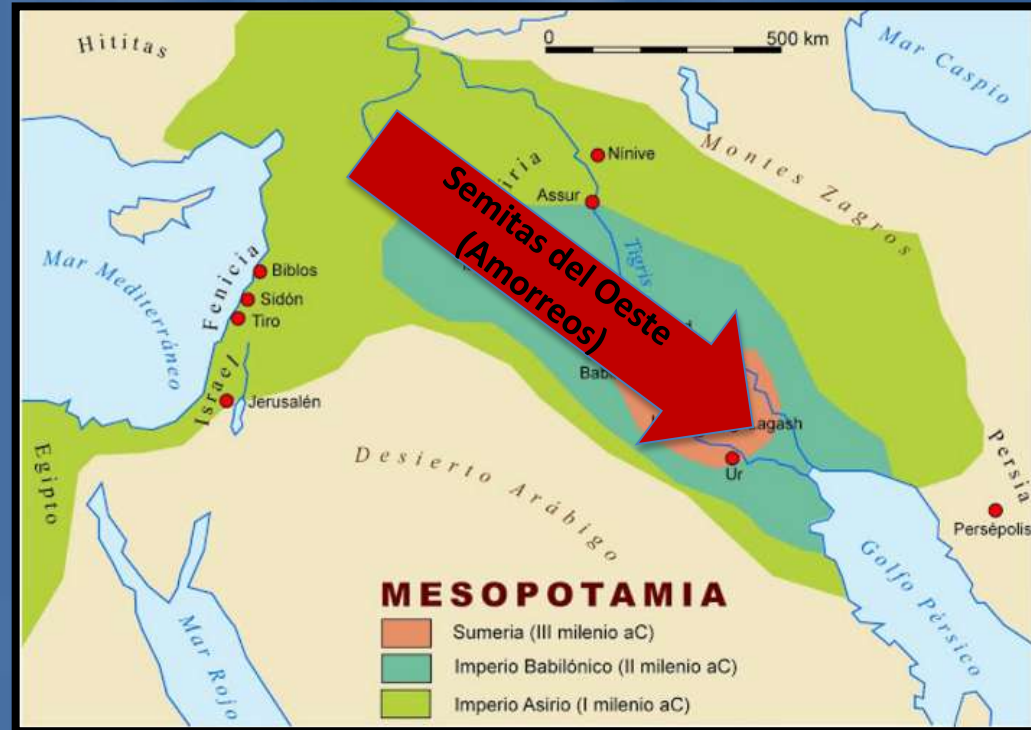 Hititas
0 500 km
Mar Caspio
Montes Zagros
Nínive
Assur
Tigris
Semitas del Oeste
(Amorreos)
Mar Mediterráneo
Fenicia
Biblos
Sidón
Tiro
Israel
Jerusalén
Egipto
Desierto Arábigo
Ur
Persia
Persépolis
Golfo Pérsico
Mar Rojo
MESOPOTAMIA
Sumeria (III milenio aC)
Imperio Babilónico (II milenio aC)
Imperio Asirio (I milenio aC)